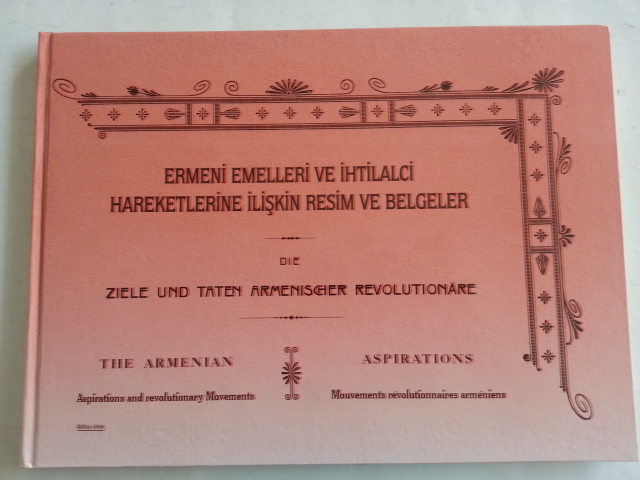 ERMENİ EMELLERİ VE İHTİLALCİ
HAREKETLERİNE İLİŞKİN RESİM VE BELGELER
DIE
ZIELE UND TATEN ARMENISCHER REVOLUTIONÄRE
THE ARMENIAN
ASPIRATIONS
Aspirations and revolutionary Movements
Mouvements révolutionnaires arméniens